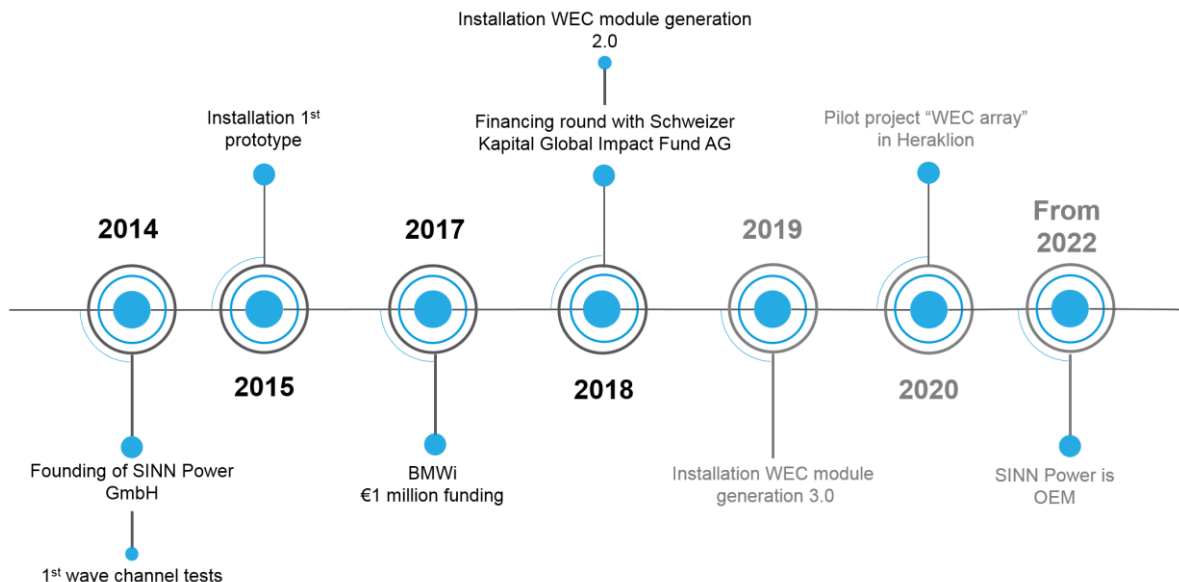 Installation WEC module generation
2.0
Installation 1st
prototype
Financing round with Schweizer
Kapital Global Impact Fund AG
Pilot project “WEC array”
in Heraklion
2014
2017
2019
From
2022
2015
2018
2020
Founding of SINN Power
GmbH
BMWi
€1 million funding
Installation WEC module
generation 3.0
SINN Power is
OEM
1st wave channel tests